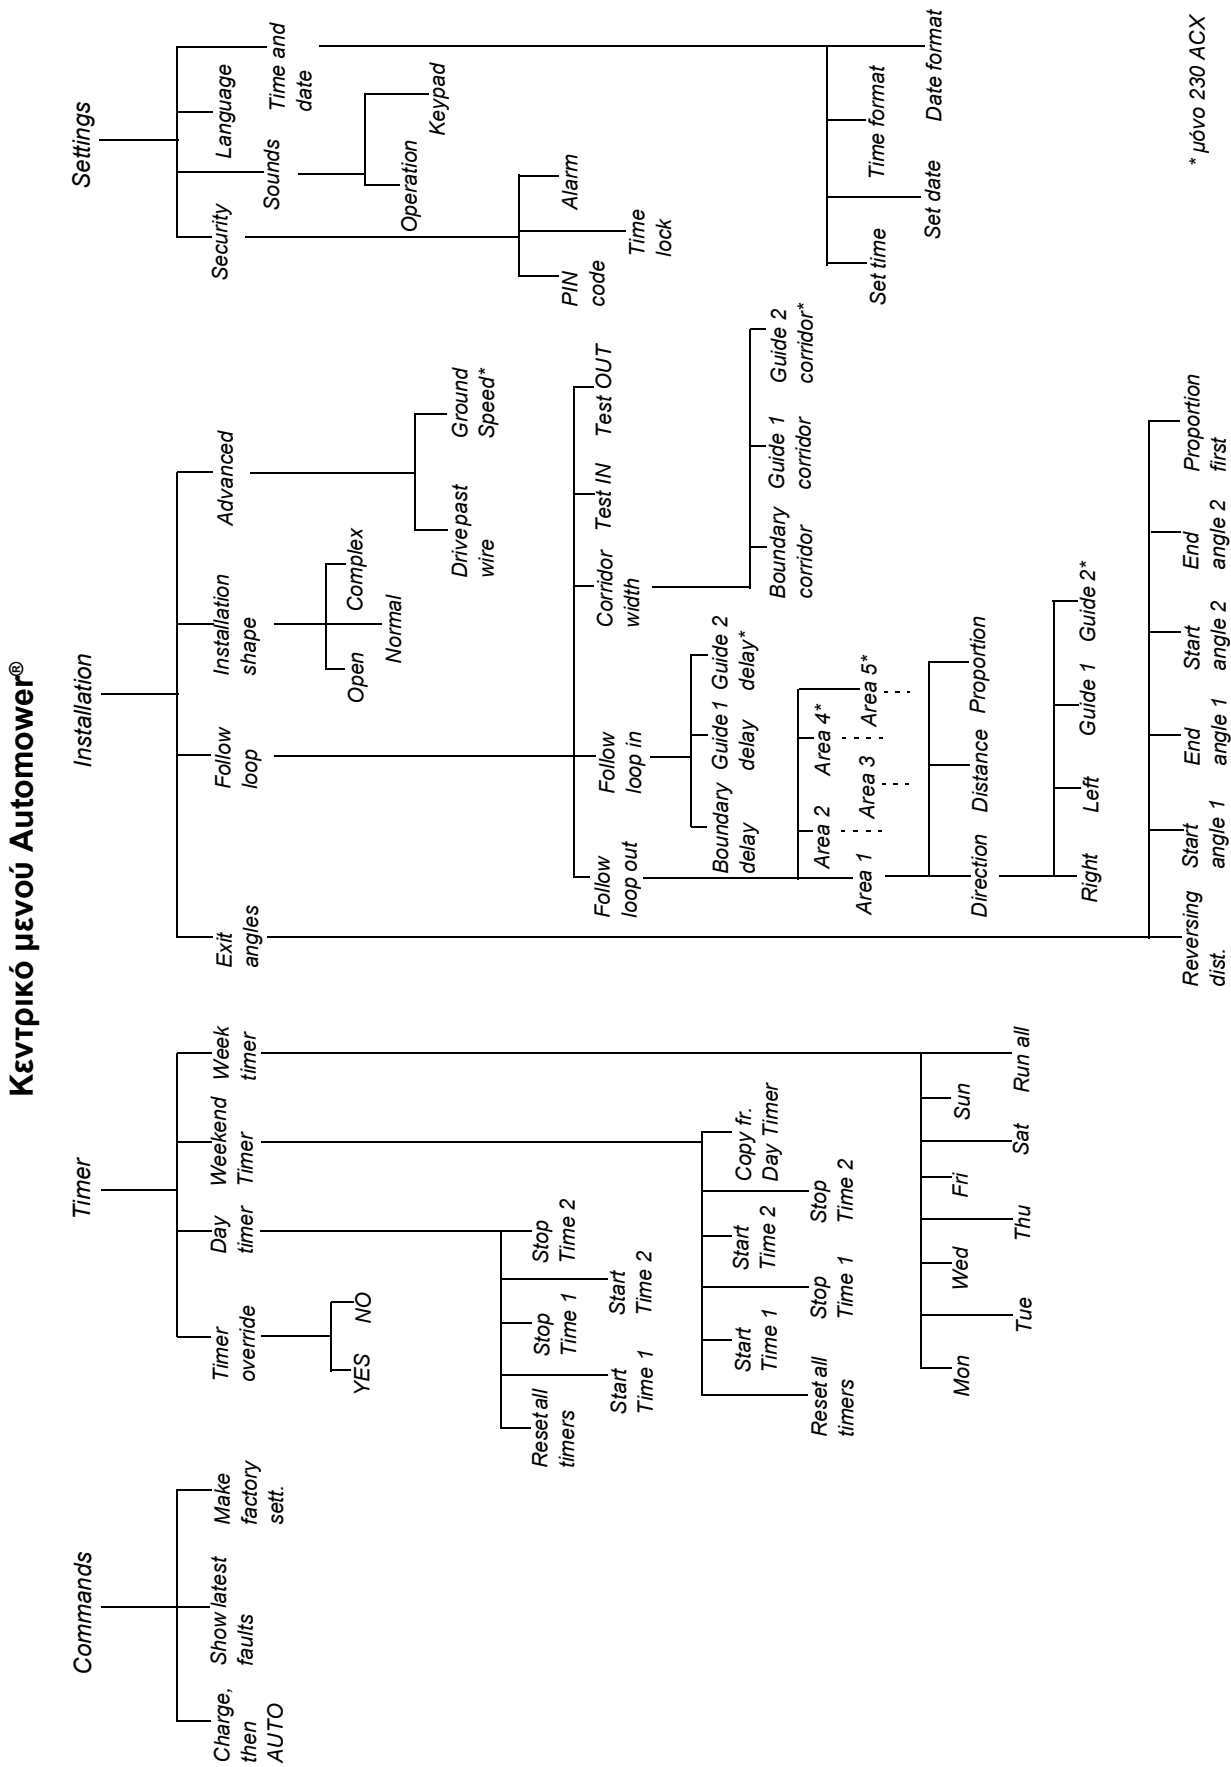 Κεντρικό μενού Automower®
Commands
Charge,
then
AUTO
Show latest
faults
Make
factory
sett.
Timer
Timer
override
YES
NO
Day
timer
Reset all
timers
Start
Time 1
Stop
Time 1
Start
Time 2
Stop
Time 2
Weekend
Timer
Reset all
timers
Start
Time 1
Stop
Time 1
Start
Time 2
Stop
Time 2
Copy fr.
Day Timer
Week
timer
Mon
Tue
Wed
Thu
Fri
Sat
Sun
Run all
Installation
Exit
angles
Reversing
dist.
Start
angle 1
End
angle 1
Start
angle 2
End
angle 2
Proportion
first
Follow
loop
Follow
loop out
Area 1
Area 2
Area 3
Area 4*
Area 5*
Direction
Distance
Proportion
Right
Left
Guide 1
Guide 2*
Follow
loop in
Boundary
delay
Guide 1
delay
Guide 2
delay*
Corridor
width
Boundary
corridor
Guide 1
corridor
Guide 2
corridor*
Test IN
Test OUT
Installation
shape
Open
Normal
Complex
Advanced
Drive past
wire
Ground
Speed*
Settings
Security
PIN
code
Time
lock
Alarm
Sounds
Operation
Keypad
Language
Time and
date
Set time
Set date
Time format
Date format
* μόνο 230 ACX